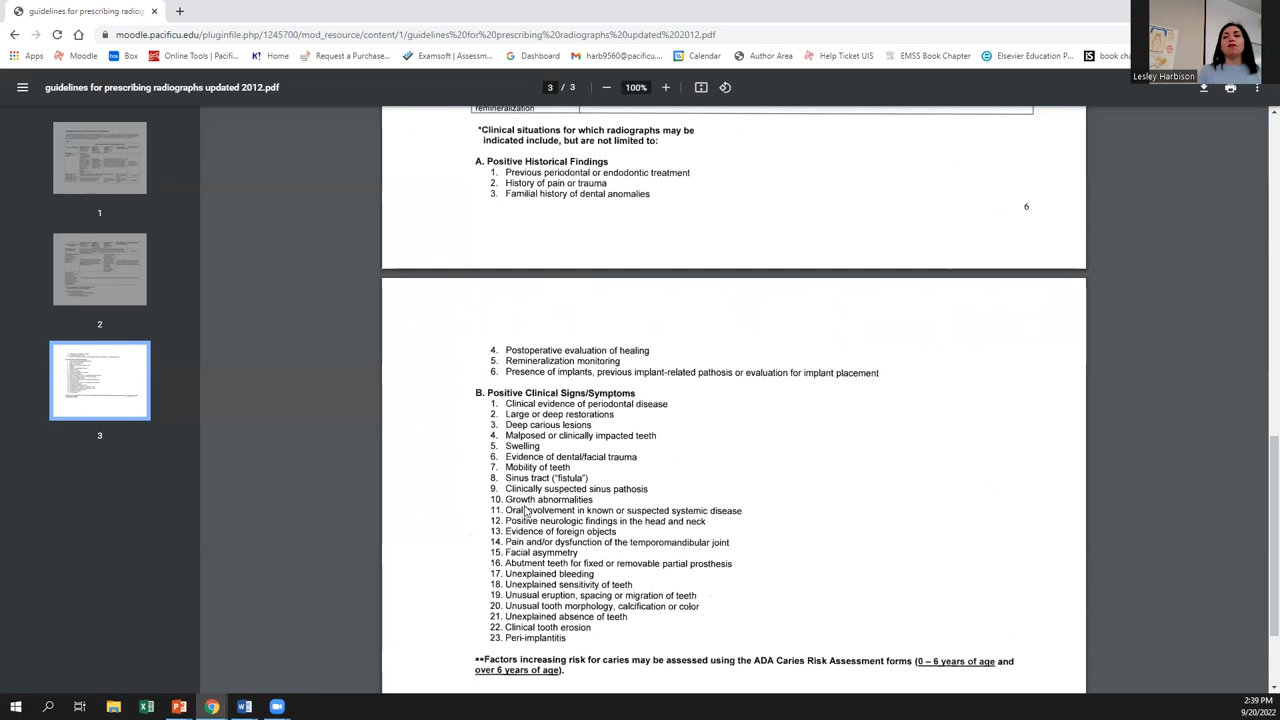 guidelines for prescribing radiog
moodle.pacificu.edu/pluginfile.php/1245700/mod_resource/content/1/guidelines%20for%20prescribing%20radiographs%20updated%202012.pdf
Apps Moodle Box Online Tools | Pacifi... Home Request a Purchase... Examsoft | Assessm... Dashboard harb9560@pacificu... Calendar Author Area Help Ticket UIS EMSS Book Chapter Elsevier Education P... book cha
Lesley Harbison
guidelines for prescribing radiographs updated 2012.pdf 3 / 3 100%
1
2
3
remineralization
*Clinical situations for which radiographs may be
indicated include, but are not limited to:
A. Positive Historical Findings
1. Previous periodontal or endodontic treatment
2. History of pain or trauma
3. Familial history of dental anomalies
6
4. Postoperative evaluation of healing
5. Remineralization monitoring
6. Presence of implants, previous implant-related pathosis or evaluation for implant placement
B. Positive Clinical Signs/Symptoms
1. Clinical evidence of periodontal disease
2. Large or deep restorations
3. Deep carious lesions
4. Malposed or clinically impacted teeth
5. Swelling
6. Evidence of dental/facial trauma
7. Mobility of teeth
8. Sinus tract ("fistula")
9. Clinically suspected sinus pathosis
10. Growth abnormalities
11. Oral involvement in known or suspected systemic disease
12. Positive neurologic findings in the head and neck
13. Evidence of foreign objects
14. Pain and/or dysfunction of the temporomandibular joint
15. Facial asymmetry
16. Abutment teeth for fixed or removable partial prosthesis
17. Unexplained bleeding
18. Unexplained sensitivity of teeth
19. Unusual eruption, spacing or migration of teeth
20. Unusual tooth morphology, calcification or color
21. Unexplained absence of teeth
22. Clinical tooth erosion
23. Peri-implantitis
**Factors increasing risk for caries may be assessed using the ADA Caries Risk Assessment forms (0 – 6 years of age and
over 6 years of age).
2:39 PM
9/20/2022